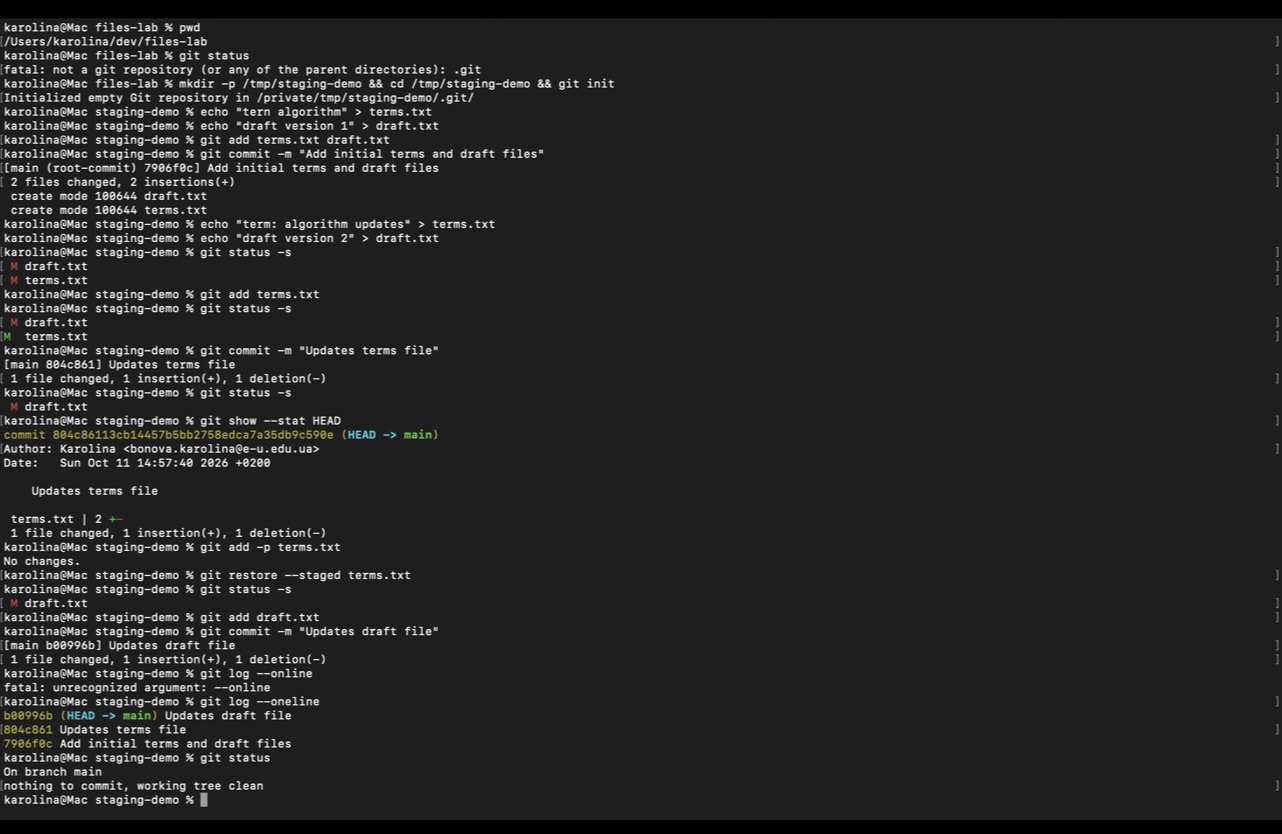 karolina@Mac files-lab % pwd
[/Users/karolina/dev/files-lab ]
karolina@Mac files-lab % git status
[fatal: not a git repository (or any of the parent directories): .git ]
karolina@Mac files-lab % mkdir -p /tmp/staging-demo && cd /tmp/staging-demo && git init
[Initialized empty Git repository in /private/tmp/staging-demo/.git/ ]
karolina@Mac staging-demo % echo "tern algorithm" > terms.txt
karolina@Mac staging-demo % echo "draft version 1" > draft.txt
[karolina@Mac staging-demo % git add terms.txt draft.txt ]
[karolina@Mac staging-demo % git commit -m "Add initial terms and draft files" ]
[[main (root-commit) 7906f0c] Add initial terms and draft files ]
[ 2 files changed, 2 insertions(+) ]
 create mode 100644 draft.txt
 create mode 100644 terms.txt
karolina@Mac staging-demo % echo "term: algorithm updates" > terms.txt
karolina@Mac staging-demo % echo "draft version 2" > draft.txt
[karolina@Mac staging-demo % git status -s ]
[ M draft.txt ]
[ M terms.txt ]
karolina@Mac staging-demo % git add terms.txt
karolina@Mac staging-demo % git status -s
[ M draft.txt ]
[M  terms.txt ]
karolina@Mac staging-demo % git commit -m "Updates terms file"
[main 804c861] Updates terms file
[ 1 file changed, 1 insertion(+), 1 deletion(-) ]
karolina@Mac staging-demo % git status -s
 M draft.txt
[karolina@Mac staging-demo % git show --stat HEAD ]
commit 804c86113cb14457b5bb2758edca7a35db9c590e (HEAD -> main)
[Author: Karolina <bonova.karolina@e-u.edu.ua> ]
Date:   Sun Oct 11 14:57:40 2026 +0200
    Updates terms file
 terms.txt | 2 +-
 1 file changed, 1 insertion(+), 1 deletion(-)
karolina@Mac staging-demo % git add -p terms.txt
No changes.
[karolina@Mac staging-demo % git restore --staged terms.txt ]
karolina@Mac staging-demo % git status -s
[ M draft.txt ]
[karolina@Mac staging-demo % git add draft.txt ]
karolina@Mac staging-demo % git commit -m "Updates draft file"
[[main b00996b] Updates draft file ]
[ 1 file changed, 1 insertion(+), 1 deletion(-) ]
karolina@Mac staging-demo % git log --online
fatal: unrecognized argument: --online
[karolina@Mac staging-demo % git log --oneline ]
b00996b (HEAD -> main) Updates draft file
[804c861 Updates terms file ]
7906f0c Add initial terms and draft files
karolina@Mac staging-demo % git status
On branch main
[nothing to commit, working tree clean ]
karolina@Mac staging-demo %